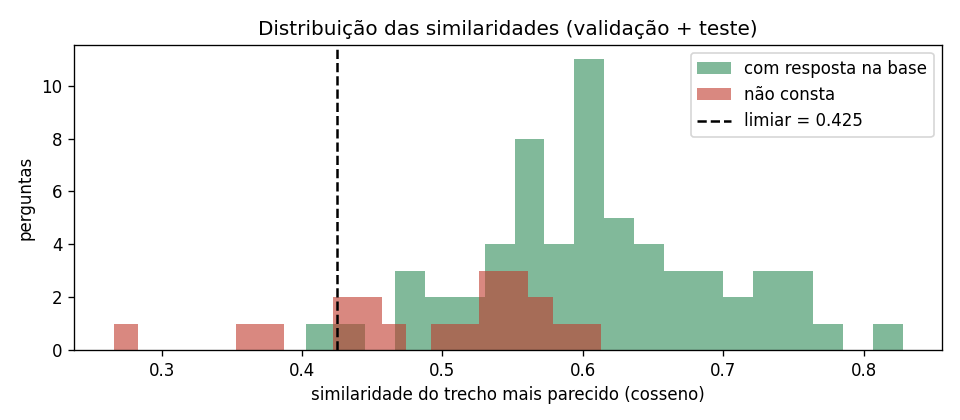 Distribuição das similaridades (validação + teste)
com resposta na base
não consta
limiar = 0.425
perguntas
10
8
6
4
2
0
0.3 0.4 0.5 0.6 0.7 0.8
similaridade do trecho mais parecido (cosseno)